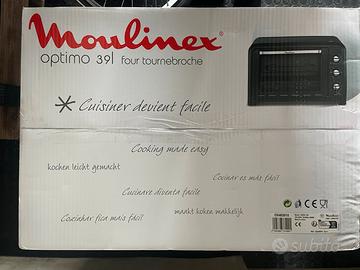 Moulinex
optimo 39l four tournebroche
Cuisiner devient facile
Cooking made easy
kochen leicht gemacht
Cocinar es más fácil
Cucinare diventa facile
maakt koken makkelijk
Cozinhar fica mais fácil
Moulinex
subito